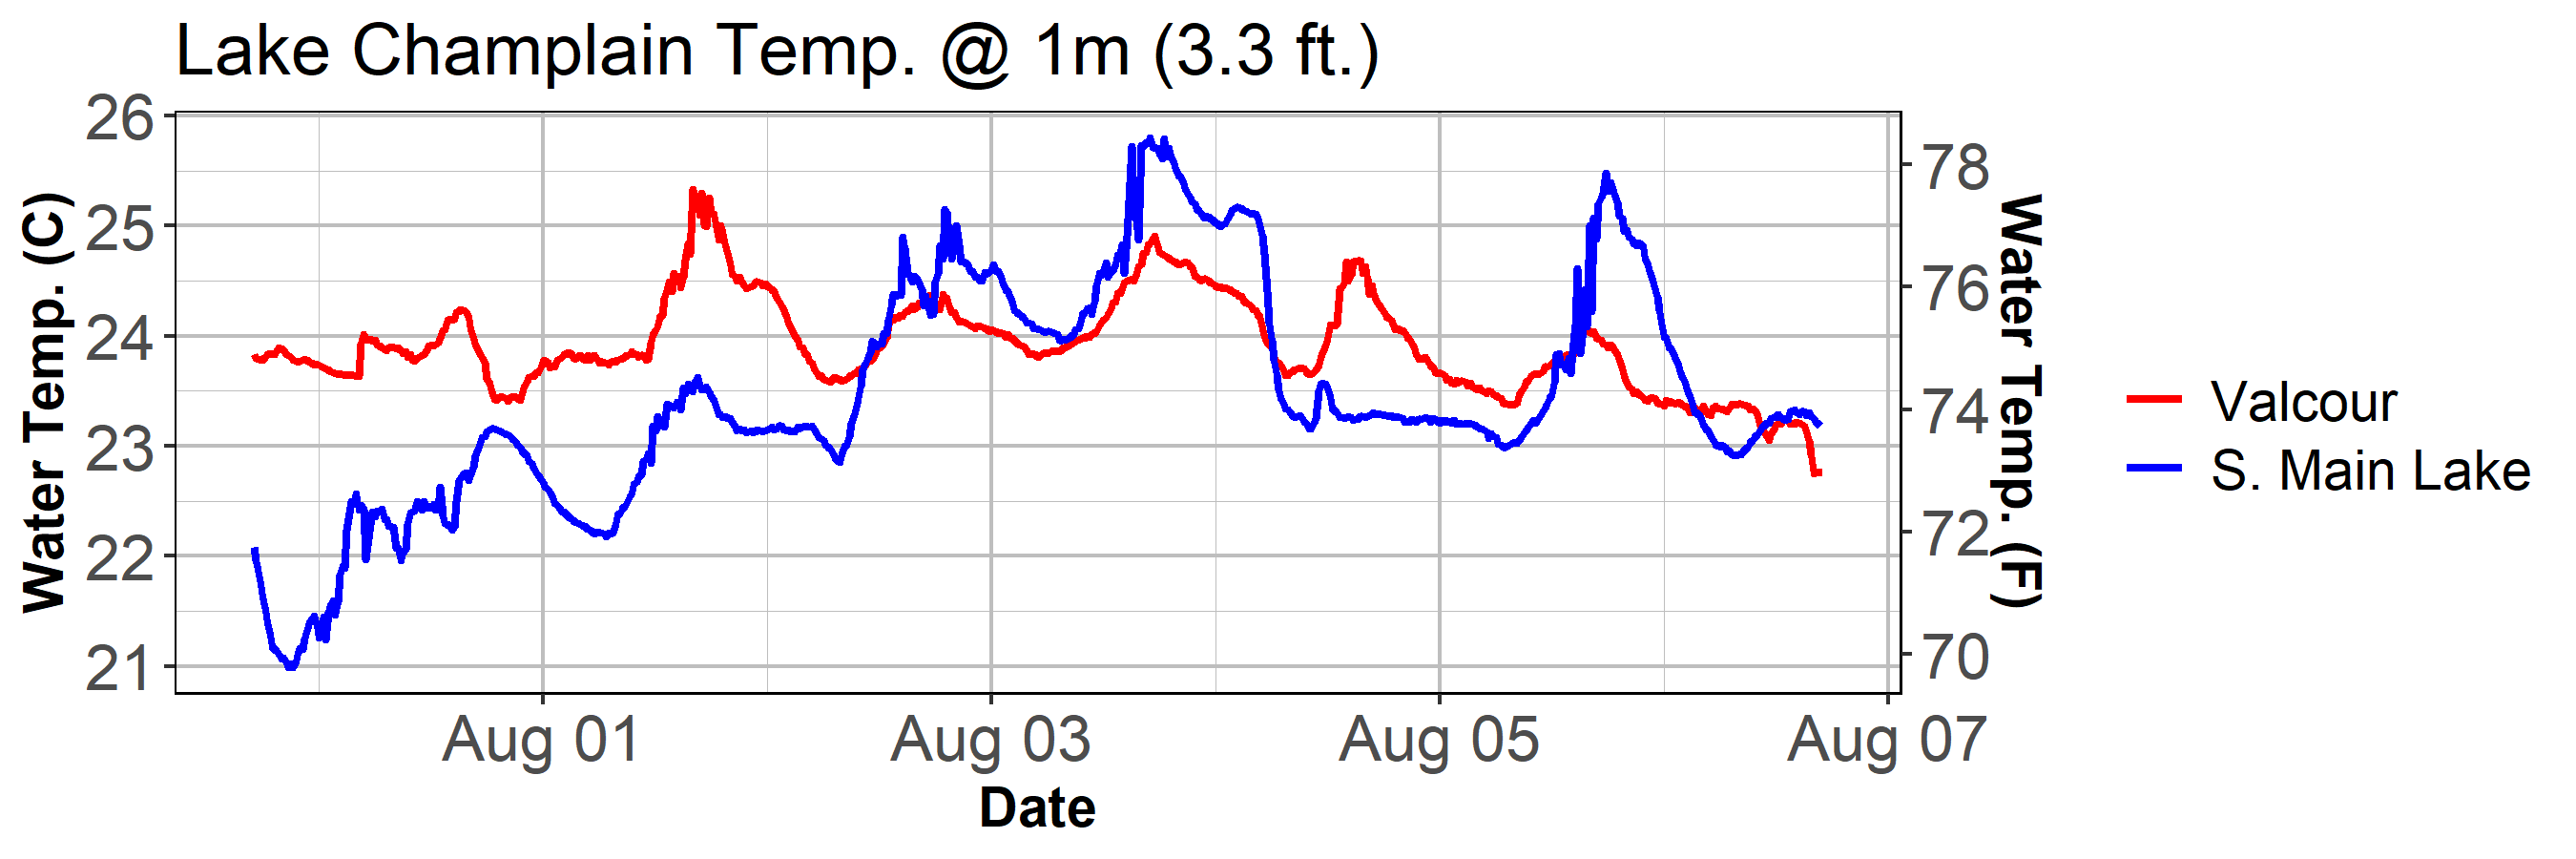 Lake Champlain Temp. @ 1m (3.3 ft.)
Water Temp. (C)
26
25
24
23
22
21
78
76
74
72
70
Water Temp. (F)
Aug 01 Aug 03 Aug 05 Aug 07
Date
Valcour
S. Main Lake